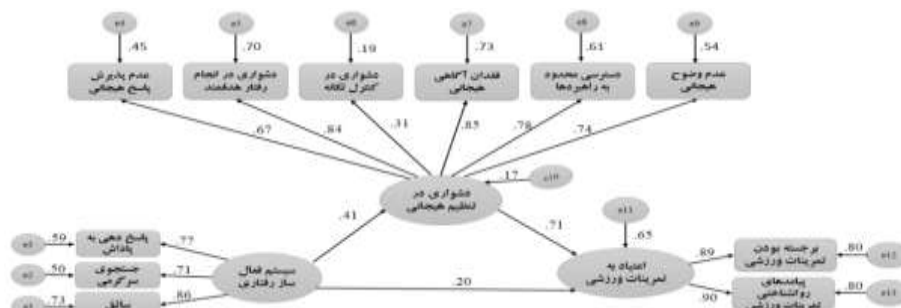 e4 e5 e6 e7 e8 e9
.45 .70 .19 .73 .61 .54
عدم پذیرش پاسخ هیجانی
دشواری در انجام رفتار هدفمند
دشواری در کنترل تکانه
فقدان آگاهی هیجانی
دسترسی محدود به راهبردها
عدم وضوح هیجانی
.67 .84 .31 .85 .78 .74
دشواری در
تنظیم هیجانی
.17 e10
.41 .71
e11
.65
e3 .59
پاسخ دهی به
پاداش
.77
e2 .50
جستجوی
سرگرمی
.71
.73
سائق
.86
سیستم فعال
ساز رفتاری
.20
اعتیاد به
تمرینات ورزشی
.89
برجسته بودن
تمرینات ورزشی
.80 e12
.90
پیامدهای
روانشناختی
.80 e13